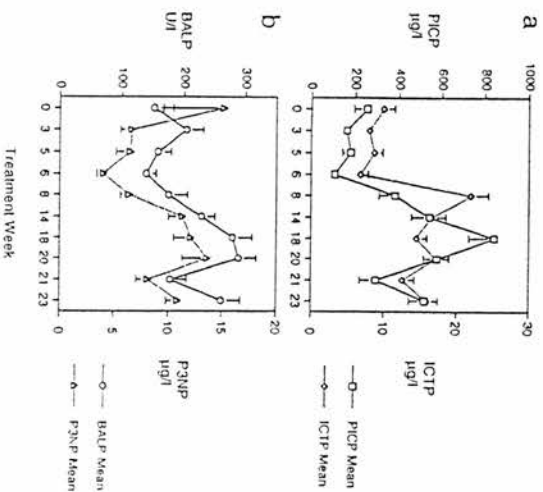 a
PICP
µg/l
1000
800
600
400
200
0
30
20
10
0
ICTP
µg/l
PICP Mean
ICTP Mean
0 3 5 6 8 14 18 20 21 23
b
BALP
U/l
300
200
100
0
20
15
10
5
0
P3NP
µg/l
BALP Mean
P3NP Mean
0 3 5 6 8 14 18 20 21 23
Treatment Week